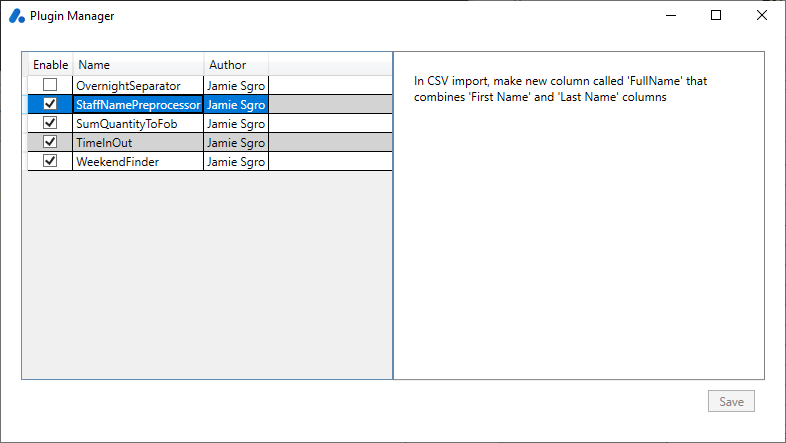 Plugin Manager
Enable Name Author
OvernightSeparator Jamie Sgro
StaffNamePreprocessor Jamie Sgro
SumQuantityToFob Jamie Sgro
TimeInOut Jamie Sgro
WeekendFinder Jamie Sgro
In CSV import, make new column called 'FullName' that
combines 'First Name' and 'Last Name' columns
Save